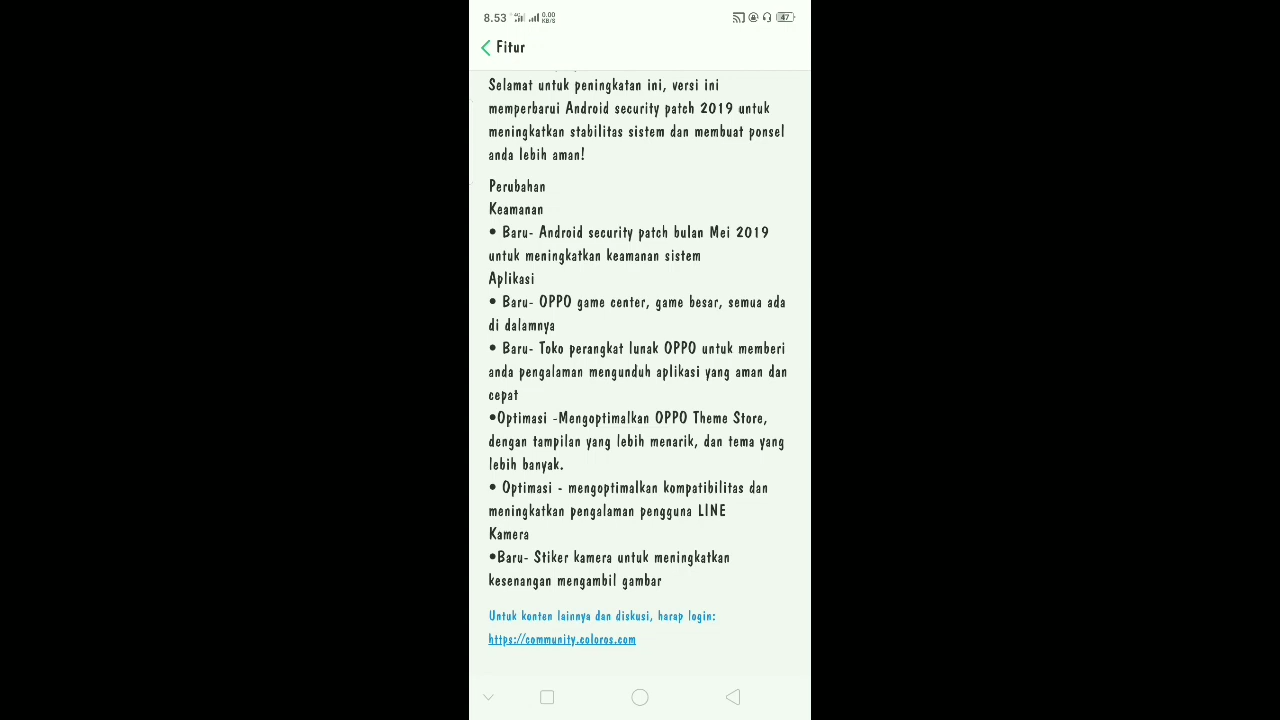 8.53 4G 0.00 KB/S 47
Fitur
Selamat untuk peningkatan ini, versi ini
memperbarui Android security patch 2019 untuk
meningkatkan stabilitas sistem dan membuat ponsel
anda lebih aman!
Perubahan
Keamanan
• Baru- Android security patch bulan Mei 2019
untuk meningkatkan keamanan sistem
Aplikasi
• Baru- OPPO game center, game besar, semua ada
di dalamnya
• Baru- Toko perangkat lunak OPPO untuk memberi
anda pengalaman mengunduh aplikasi yang aman dan
cepat
•Optimasi -Mengoptimalkan OPPO Theme Store,
dengan tampilan yang lebih menarik, dan tema yang
lebih banyak.
• Optimasi - mengoptimalkan kompatibilitas dan
meningkatkan pengalaman pengguna LINE
Kamera
•Baru- Stiker kamera untuk meningkatkan
kesenangan mengambil gambar
Untuk konten lainnya dan diskusi, harap login:
https://community.coloros.com